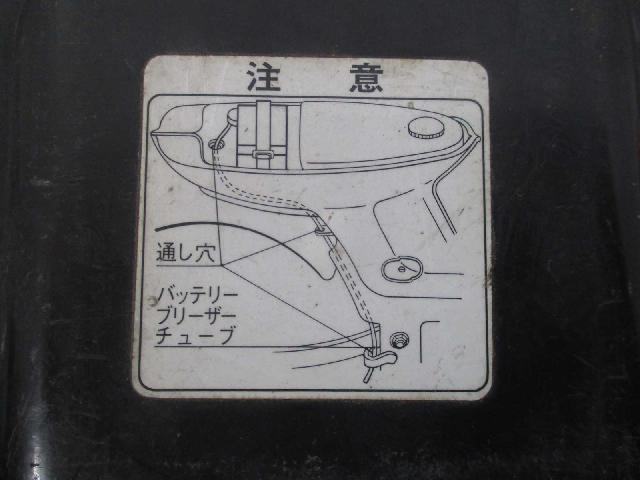 注 意
通し穴
バッテリー
ブリーザー
チューブ